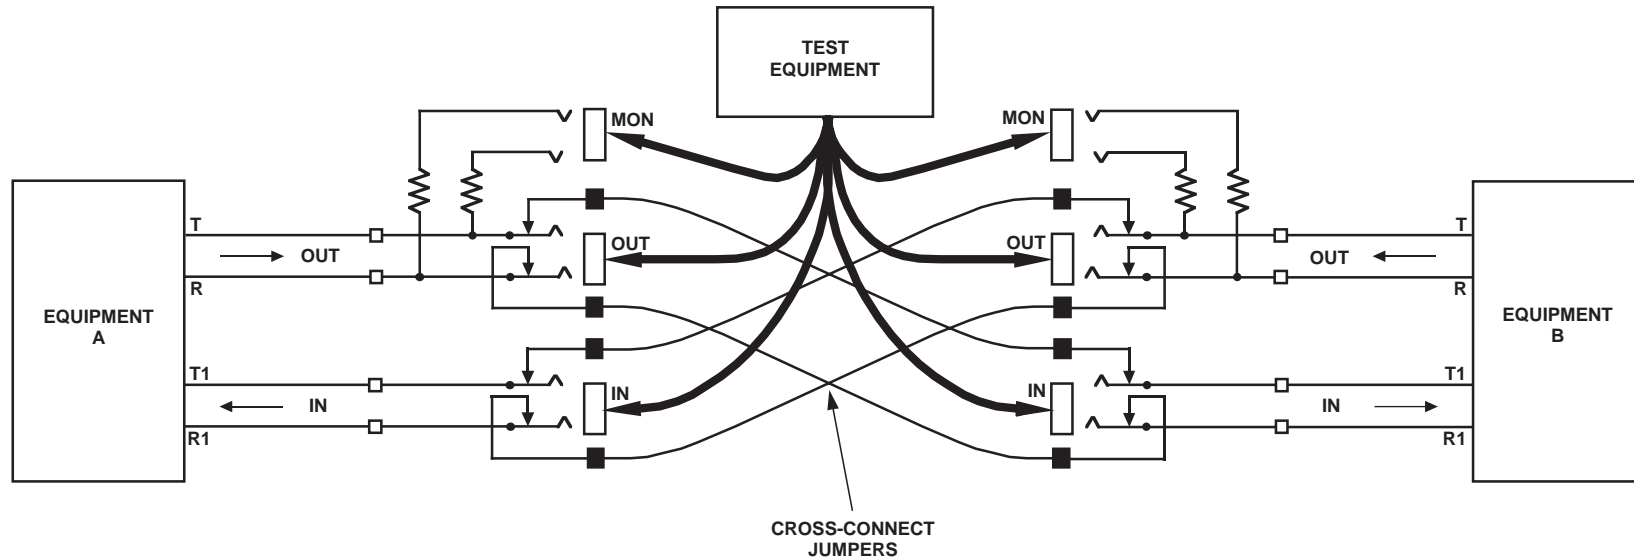 TEST
EQUIPMENT
MON
MON
T
OUT
OUT
T
OUT
OUT
R
R
EQUIPMENT
A
EQUIPMENT
B
T1
IN
IN
T1
IN
IN
R1
R1
CROSS-CONNECT
JUMPERS